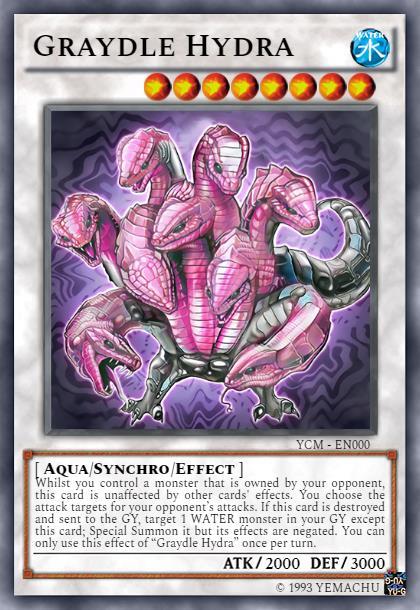 GRAYDLE HYDRA
WATER
水
YCM - EN000
[ AQUA/SYNCHRO/EFFECT ]
Whilst you control a monster that is owned by your opponent,
this card is unaffected by other cards' effects. You choose the
attack targets for your opponent's attacks. If this card is destroyed
and sent to the GY, target 1 WATER monster in your GY except
this card; Special Summon it but its effects are negated. You can
only use this effect of "Graydle Hydra" once per turn.
ATK / 2000 DEF / 3000
© 1993 YEMACHU